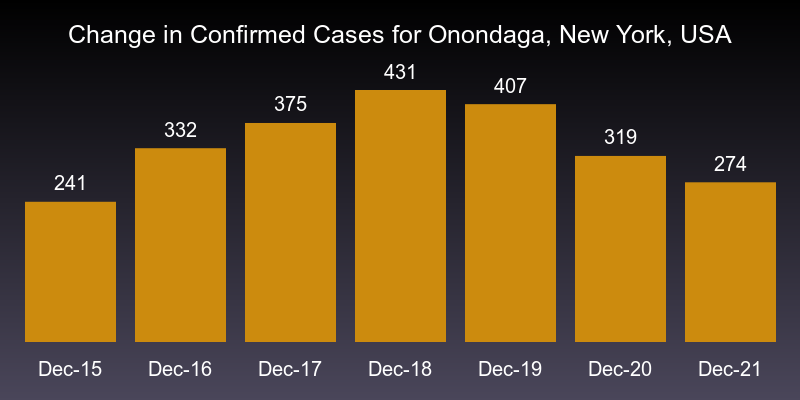 Change in Confirmed Cases for Onondaga, New York, USA
241
332
375
431
407
319
274
Dec-15
Dec-16
Dec-17
Dec-18
Dec-19
Dec-20
Dec-21